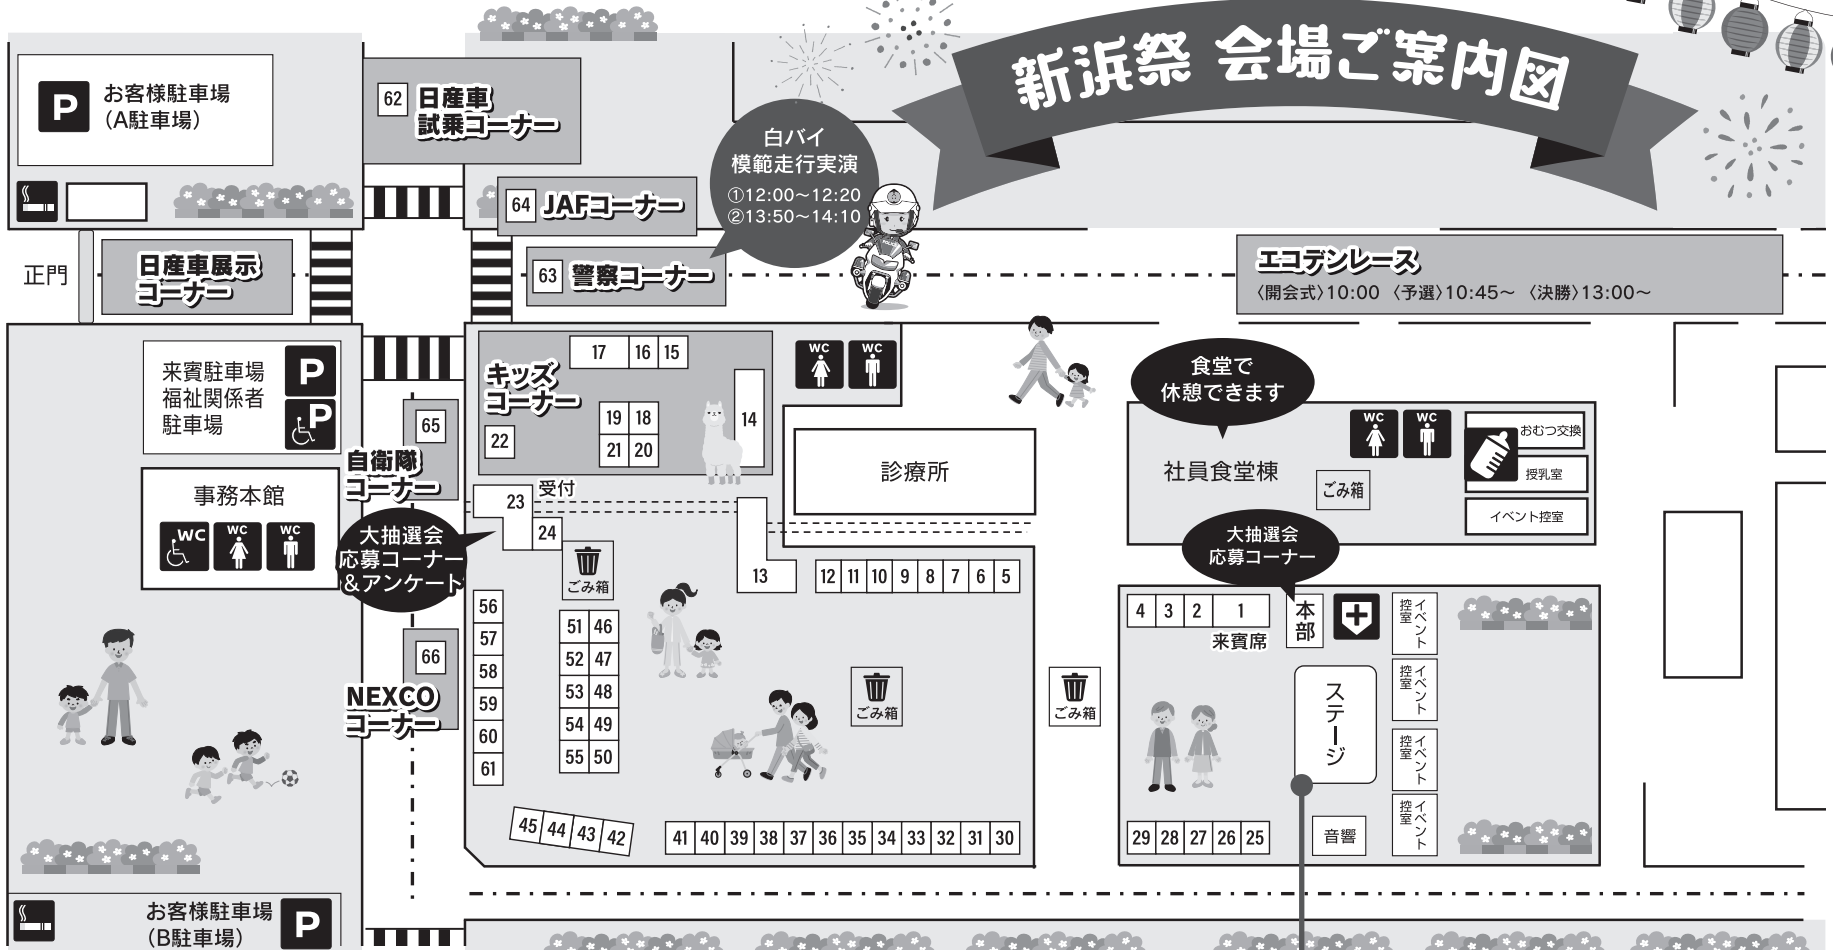 新浜祭 会場ご案内図
P
お客様駐車場
(A駐車場)
62
日産車
試乗コーナー
白バイ
模範走行実演
①12:00~12:20
②13:50~14:10
64
JAFコーナー
正門
日産車展示
コーナー
63
警察コーナー
エコデンレース
〈開会式〉10:00 〈予選〉10:45~ 〈決勝〉13:00~
来賓駐車場
福祉関係者
駐車場
P
P
キッズ
コーナー
17
16
15
19
18
21
20
22
14
WC
WC
食堂で
休憩できます
65
自衛隊
コーナー
事務本館
WC
WC
WC
23
受付
24
大抽選会
応募コーナー
&アンケート
ごみ箱
診療所
13
12
11
10
9
8
7
6
5
社員食堂棟
WC
WC
ごみ箱
おむつ交換
授乳室
イベント控室
大抽選会
応募コーナー
4
3
2
1
来賓席
本部
イベント
控室
イベント
控室
イベント
控室
イベント
控室
ステージ
音響
29
28
27
26
25
56
57
58
59
60
61
51
46
52
47
53
48
54
49
55
50
ごみ箱
ごみ箱
66
NEXCO
コーナー
45
44
43
42
41
40
39
38
37
36
35
34
33
32
31
30
お客様駐車場
(B駐車場)
P